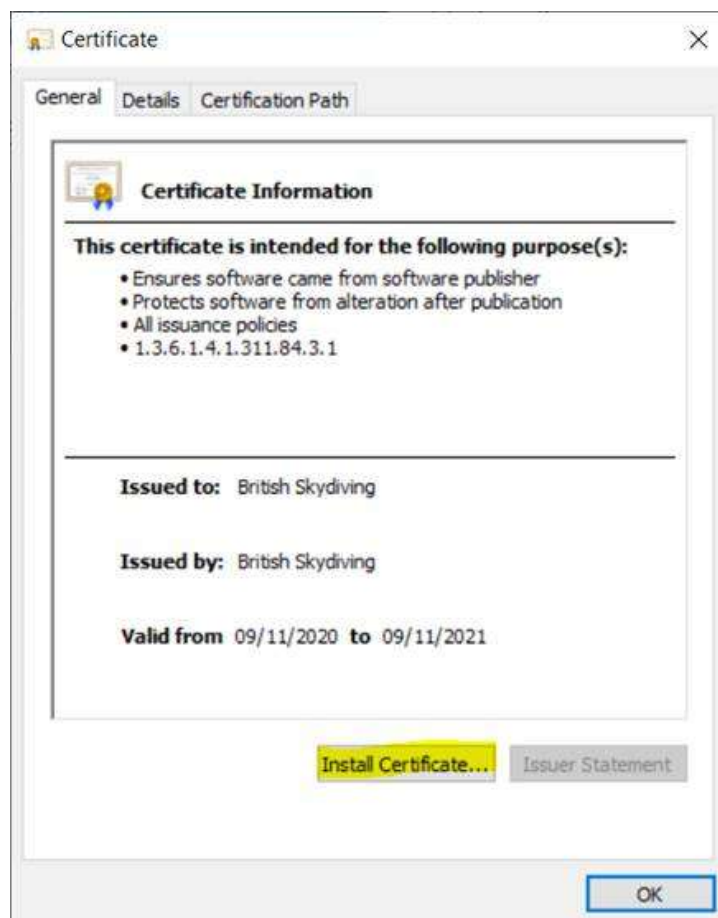 Certificate
General Details Certification Path
Certificate Information
This certificate is intended for the following purpose(s):
• Ensures software came from software publisher
• Protects software from alteration after publication
• All issuance policies
• 1.3.6.1.4.1.311.84.3.1
Issued to: British Skydiving
Issued by: British Skydiving
Valid from 09/11/2020 to 09/11/2021
Install Certificate... Issuer Statement
OK